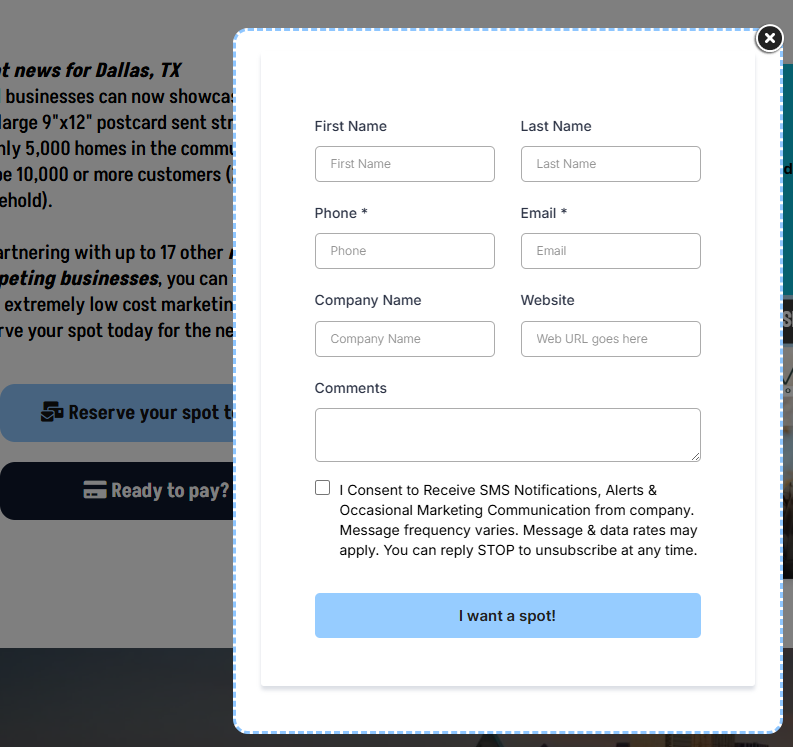 t news for Dallas, TX
businesses can now showcas
large 9"x12" postcard sent str
nly 5,000 homes in the commu
be 10,000 or more customers (
ehold).
artnering with up to 17 other
peting businesses, you can
extremely low cost marketin
rve your spot today for the ne
Reserve your spot t
Ready to pay?
First Name
Last Name
First Name
Last Name
Phone *
Email *
Phone
Email
Company Name
Website
Company Name
Web URL goes here
Comments
I Consent to Receive SMS Notifications, Alerts &
Occasional Marketing Communication from company.
Message frequency varies. Message & data rates may
apply. You can reply STOP to unsubscribe at any time.
I want a spot!